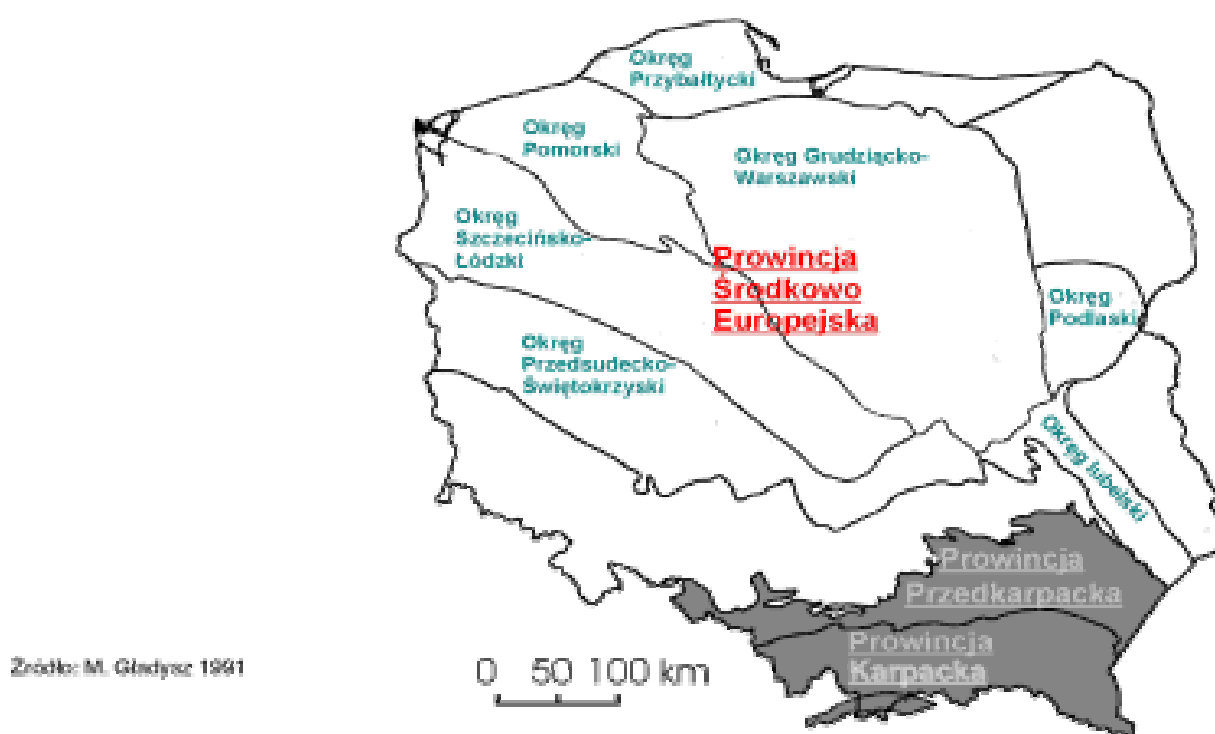 Okręg
Przybałtycki
Okręg
Pomorski
Okręg Grudziącko-
Warszawski
Okręg
Szczecińsko-
Łódzki
Prowincja
Środkowo
Europejska
Okręg
Podlaski
Okręg
Przedsudecko-
Świętokrzyski
Okręg lubelski
Prowincja
Przedkarpacka
Prowincja
Karpacka
Źródło: M. Gładysz 1991
0 50 100 km